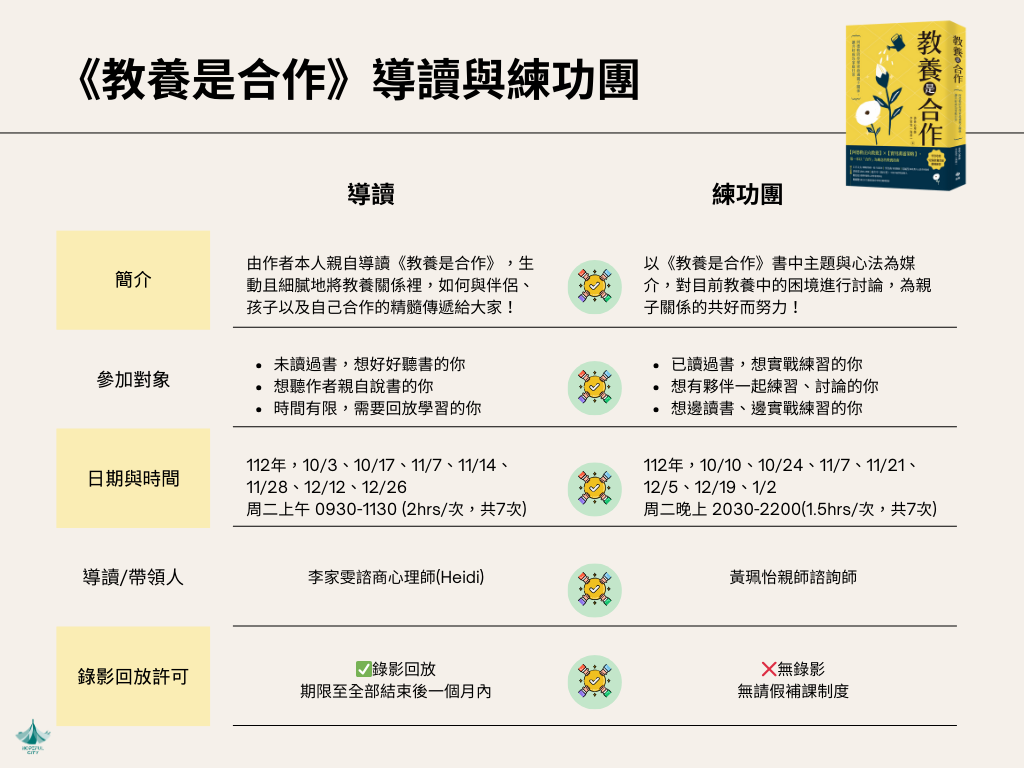 《教養是合作》導讀與練功團
教養是合作
教養是合作
導讀
練功團
簡介
由作者本人親自導讀《教養是合作》，生
動且細膩地將教養關係裡，如何與伴侶、
孩子以及自己合作的精髓傳遞給大家！
以《教養是合作》書中主題與心法為媒
介，對目前教養中的困境進行討論，為親
子關係的共好而努力！
參加對象
• 未讀過書，想好好聽書的你
• 想聽作者親自說書的你
• 時間有限，需要回放學習的你
• 已讀過書，想實戰練習的你
• 想有夥伴一起練習、討論的你
• 想邊讀書、邊實戰練習的你
日期與時間
112年，10/3、10/17、11/7、11/14、
11/28、12/12、12/26
周二上午 0930-1130 (2hrs/次，共7次)
112年，10/10、10/24、11/7、11/21、
12/5、12/19、1/2
周二晚上 2030-2200(1.5hrs/次，共7次)
導讀/帶領人
李家雯諮商心理師(Heidi)
黃珮怡親師諮詢師
錄影回放許可
✅錄影回放
期限至全部結束後一個月內
❌無錄影
無請假補課制度
HOPEFUL
CITY